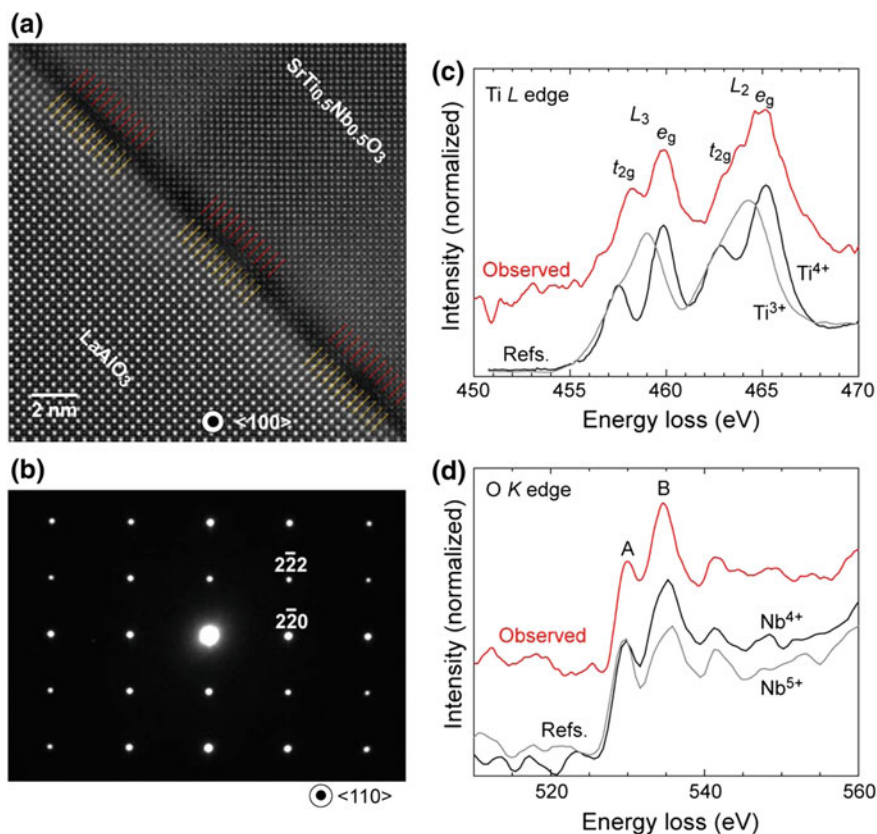 (a)
SrTi0.5Nb0.5O3
LaAlO3
2 nm
<100>
(b)
22̄2
22̄0
<110>
(c)
Ti L edge
L2
L3
eg
eg
t2g
t2g
Observed
Ti4+
Ti3+
Refs.
Intensity (normalized)
450 455 460 465 470
Energy loss (eV)
(d)
O K edge
B
A
Observed
Nb4+
Nb5+
Refs.
Intensity (normalized)
520 540 560
Energy loss (eV)